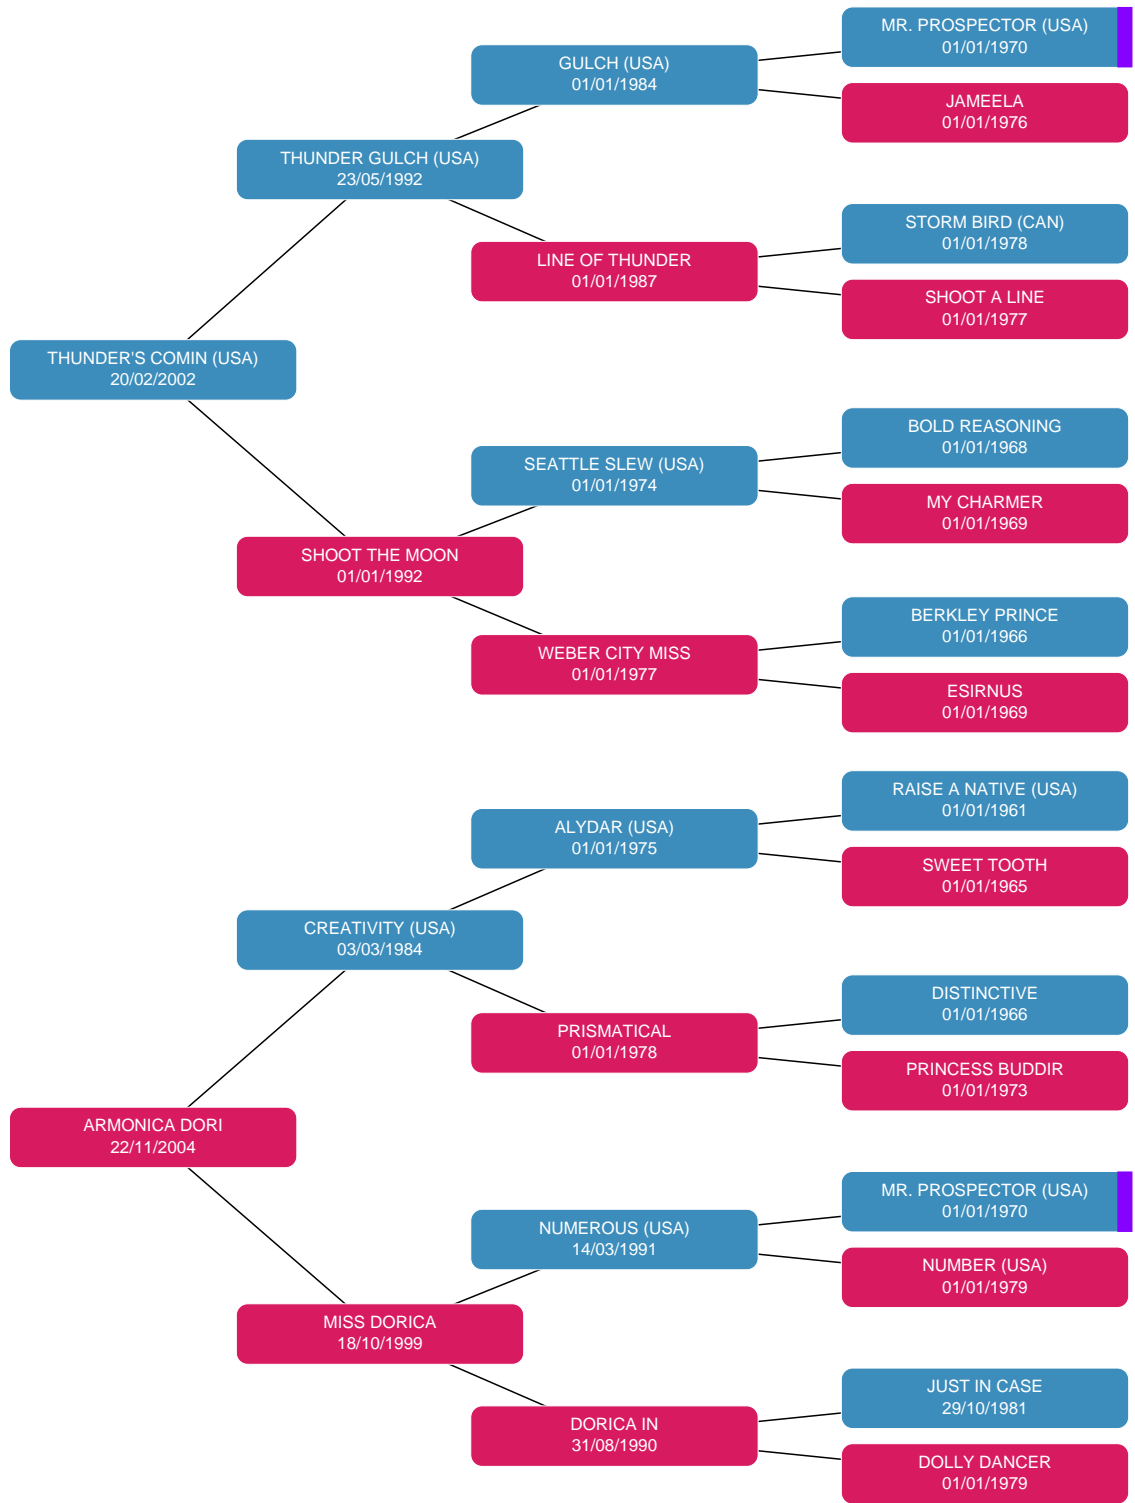 MR. PROSPECTOR (USA)
01/01/1970
GULCH (USA)
01/01/1984
JAMEELA
01/01/1976
THUNDER GULCH (USA)
23/05/1992
STORM BIRD (CAN)
01/01/1978
LINE OF THUNDER
01/01/1987
SHOOT A LINE
01/01/1977
THUNDER'S COMIN (USA)
20/02/2002
BOLD REASONING
01/01/1968
SEATTLE SLEW (USA)
01/01/1974
MY CHARMER
01/01/1969
SHOOT THE MOON
01/01/1992
BERKLEY PRINCE
01/01/1966
WEBER CITY MISS
01/01/1977
ESIRNUS
01/01/1969
RAISE A NATIVE (USA)
01/01/1961
ALYDAR (USA)
01/01/1975
SWEET TOOTH
01/01/1965
CREATIVITY (USA)
03/03/1984
DISTINCTIVE
01/01/1966
PRISMATICAL
01/01/1978
PRINCESS BUDDIR
01/01/1973
ARMONICA DORI
22/11/2004
MR. PROSPECTOR (USA)
01/01/1970
NUMEROUS (USA)
14/03/1991
NUMBER (USA)
01/01/1979
MISS DORICA
18/10/1999
JUST IN CASE
29/10/1981
DORICA IN
31/08/1990
DOLLY DANCER
01/01/1979